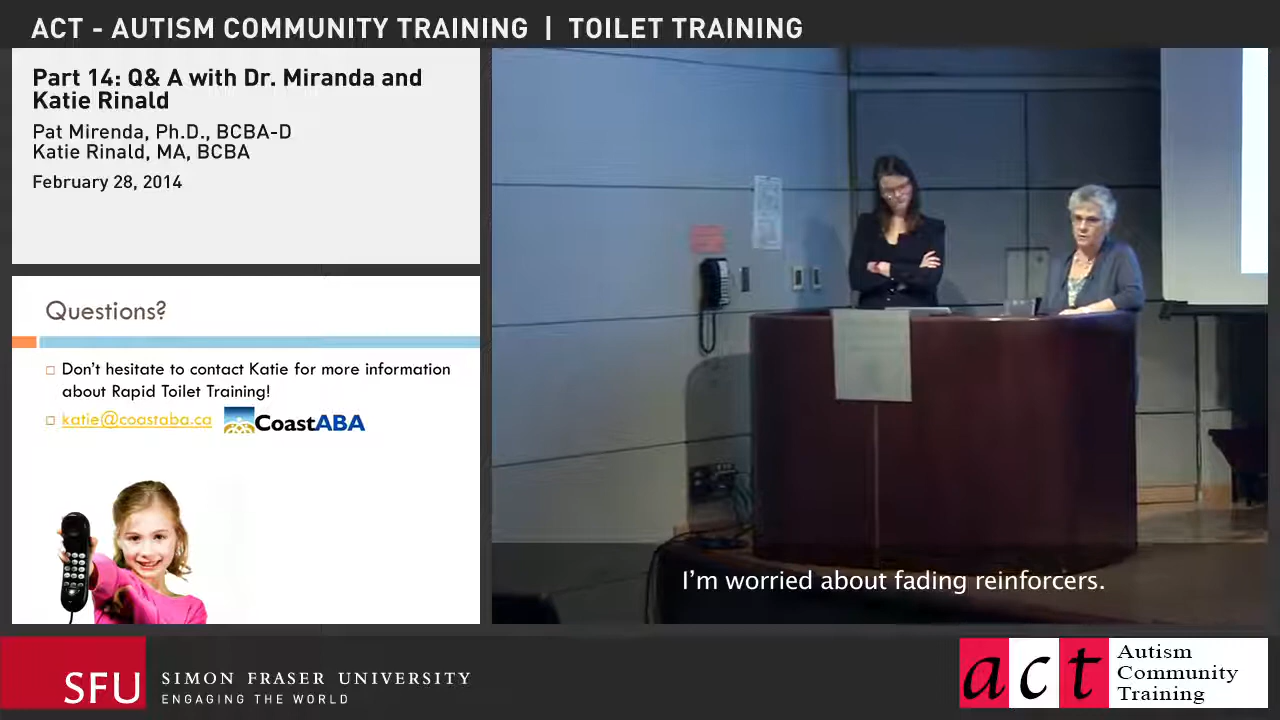 ACT - AUTISM COMMUNITY TRAINING | TOILET TRAINING
Part 14: Q& A with Dr. Miranda and
Katie Rinald
Pat Mirenda, Ph.D., BCBA-D
Katie Rinald, MA, BCBA
February 28, 2014
Questions?
Don't hesitate to contact Katie for more information
about Rapid Toilet Training!
katie@coastaba.ca
CoastABA
I'm worried about fading reinforcers.
SFU
SIMON FRASER UNIVERSITY
ENGAGING THE WORLD
act
Autism
Community
Training